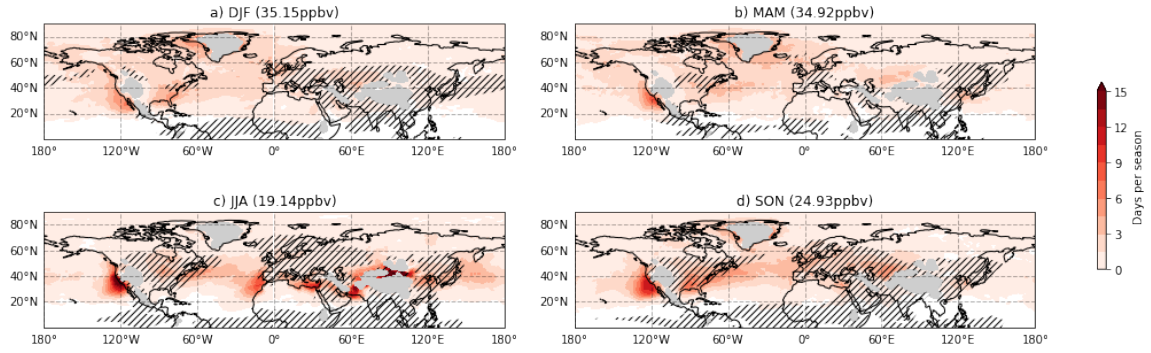 a) DJF (35.15ppbv)
b) MAM (34.92ppbv)
80°N
60°N
40°N
20°N
180° 120°W 60°W 0° 60°E 120°E 180°
80°N
60°N
40°N
20°N
180° 120°W 60°W 0° 60°E 120°E 180°
c) JJA (19.14ppbv)
d) SON (24.93ppbv)
80°N
60°N
40°N
20°N
180° 120°W 60°W 0° 60°E 120°E 180°
80°N
60°N
40°N
20°N
180° 120°W 60°W 0° 60°E 120°E 180°
15
12
9
6
3
0
Days per season